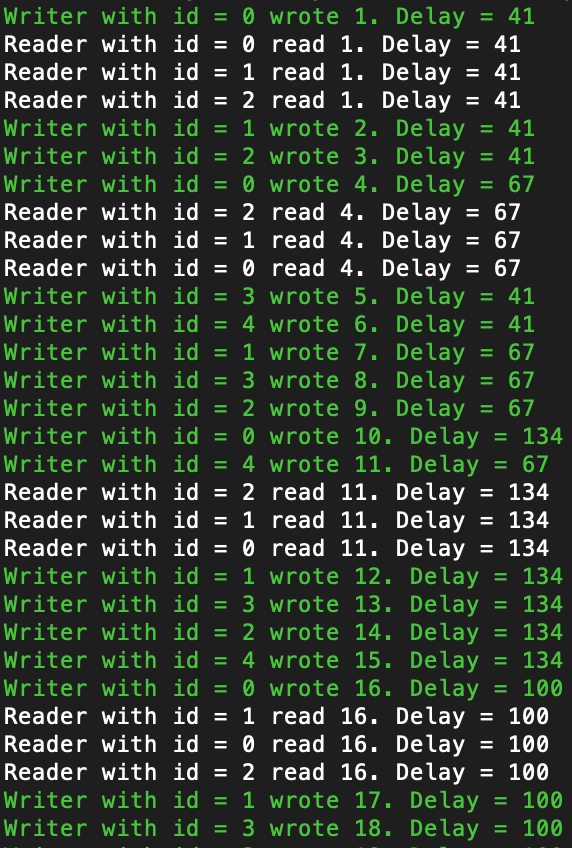 Writer with id = 0 wrote 1. Delay = 41
Reader with id = 0 read 1. Delay = 41
Reader with id = 1 read 1. Delay = 41
Reader with id = 2 read 1. Delay = 41
Writer with id = 1 wrote 2. Delay = 41
Writer with id = 2 wrote 3. Delay = 41
Writer with id = 0 wrote 4. Delay = 67
Reader with id = 2 read 4. Delay = 67
Reader with id = 1 read 4. Delay = 67
Reader with id = 0 read 4. Delay = 67
Writer with id = 3 wrote 5. Delay = 41
Writer with id = 4 wrote 6. Delay = 41
Writer with id = 1 wrote 7. Delay = 67
Writer with id = 3 wrote 8. Delay = 67
Writer with id = 2 wrote 9. Delay = 67
Writer with id = 0 wrote 10. Delay = 134
Writer with id = 4 wrote 11. Delay = 67
Reader with id = 2 read 11. Delay = 134
Reader with id = 1 read 11. Delay = 134
Reader with id = 0 read 11. Delay = 134
Writer with id = 1 wrote 12. Delay = 134
Writer with id = 3 wrote 13. Delay = 134
Writer with id = 2 wrote 14. Delay = 134
Writer with id = 4 wrote 15. Delay = 134
Writer with id = 0 wrote 16. Delay = 100
Reader with id = 1 read 16. Delay = 100
Reader with id = 0 read 16. Delay = 100
Reader with id = 2 read 16. Delay = 100
Writer with id = 1 wrote 17. Delay = 100
Writer with id = 3 wrote 18. Delay = 100